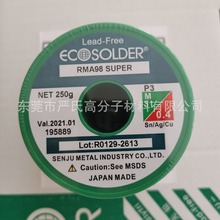 Lead-Free
ECO SOLDER
RMA98 SUPER
NET 250g
P3
M
0.4
Sn/Ag/Cu
Val.2021.01
195889
东莞市严氏高分子材料有限公司
Lot:R0129-2613
SENJU METAL INDUSTRY CO.,LTD.
Caution:See MSDS
JAPAN MADE